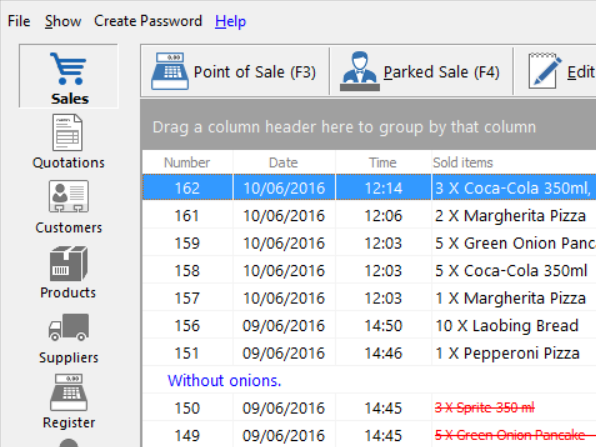 File Show Create Password Help
Point of Sale (F3) Parked Sale (F4) Edit
Sales
Quotations
Customers
Products
Suppliers
Register
Drag a column header here to group by that column
Number Date Time Sold items
162 10/06/2016 12:14 3 X Coca-Cola 350ml,
161 10/06/2016 12:06 2 X Margherita Pizza
159 10/06/2016 12:03 5 X Green Onion Panc
158 10/06/2016 12:03 5 X Coca-Cola 350ml
157 10/06/2016 12:03 1 X Margherita Pizza
156 09/06/2016 14:50 10 X Laobing Bread
151 09/06/2016 14:46 1 X Pepperoni Pizza
Without onions.
150 09/06/2016 14:45 3 X Sprite 350 ml
149 09/06/2016 14:45 5 X Green Onion Pancake